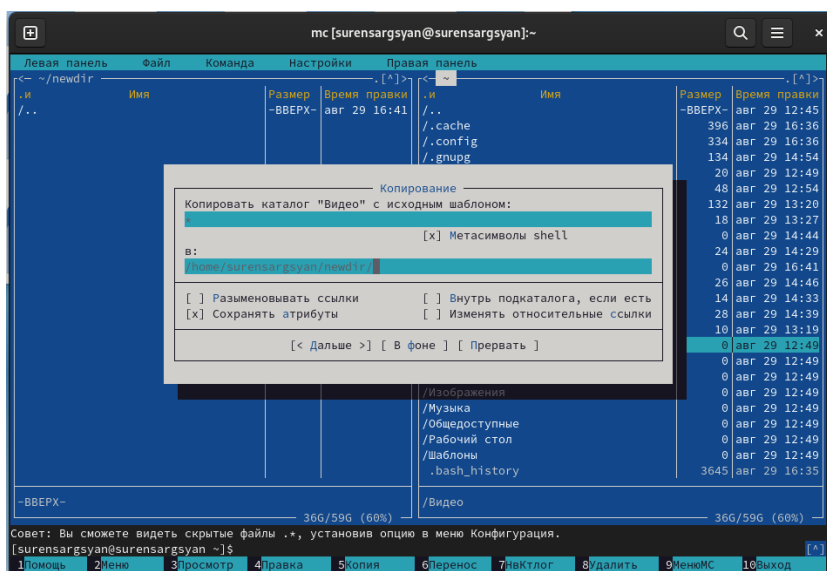 mc [surensargsyan@surensargsyan]:~
Левая панель Файл Команда Настройки Правая панель
<─ ~/newdir .[^]>
.и Имя Размер Время правки
/.. -ВВЕРХ- авг 29 16:41
-ВВЕРХ-
36G/59G (60%)
<─ ~ .[^]>
.и Имя Размер Время правки
/.. -ВВЕРХ- авг 29 12:45
/.cache 396 авг 29 16:36
/.config 334 авг 29 16:36
/.gnupg 134 авг 29 14:54
20 авг 29 12:49
48 авг 29 12:54
132 авг 29 13:20
18 авг 29 13:27
0 авг 29 14:44
24 авг 29 14:29
0 авг 29 16:41
26 авг 29 14:46
14 авг 29 14:33
28 авг 29 14:39
10 авг 29 13:19
0 авг 29 12:49
0 авг 29 12:49
0 авг 29 12:49
/Изображения 0 авг 29 12:49
/Музыка 0 авг 29 12:49
/Общедоступные 0 авг 29 12:49
/Рабочий стол 0 авг 29 12:49
/Шаблоны 0 авг 29 12:49
.bash_history 3645 авг 29 16:35
/Видео
36G/59G (60%)
Копирование
Копировать каталог "Видео" с исходным шаблоном:
*
[x] Метасимволы shell
в:
/home/surensargsyan/newdir/
[ ] Разыменовывать ссылки [ ] Внутрь подкаталога, если есть
[x] Сохранять атрибуты [ ] Изменять относительные ссылки
[< Дальше >] [ В фоне ] [ Прервать ]
Совет: Вы сможете видеть скрытые файлы .*, установив опцию в меню Конфигурация.
[surensargsyan@surensargsyan ~]$ [^]
1Помощь 2Меню 3Просмотр 4Правка 5Копия 6Перенос 7НвКтлог 8Удалить 9МенюМС 10Выход